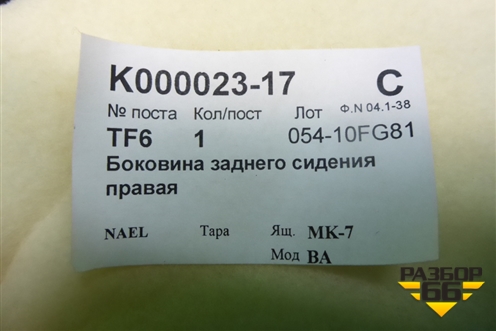 K000023-17 C
№ поста Кол/пост Лот Ф.N 04.1-38
TF6 1 054-10FG81
Боковина заднего сидения
правая
NAEL Тара Ящ. МК-7
Мод ВА
РАЗБОР
66